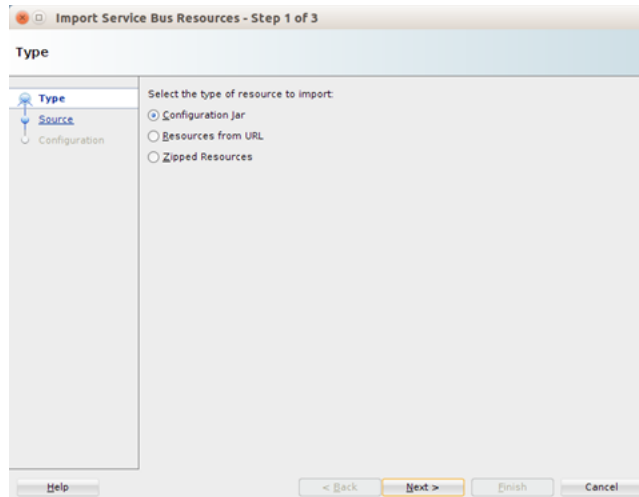 Import Service Bus Resources - Step 1 of 3
Type
Type
Source
Configuration
Select the type of resource to import:
Configuration Jar
Resources from URL
Zipped Resources
Help
< Back
Next >
Finish
Cancel